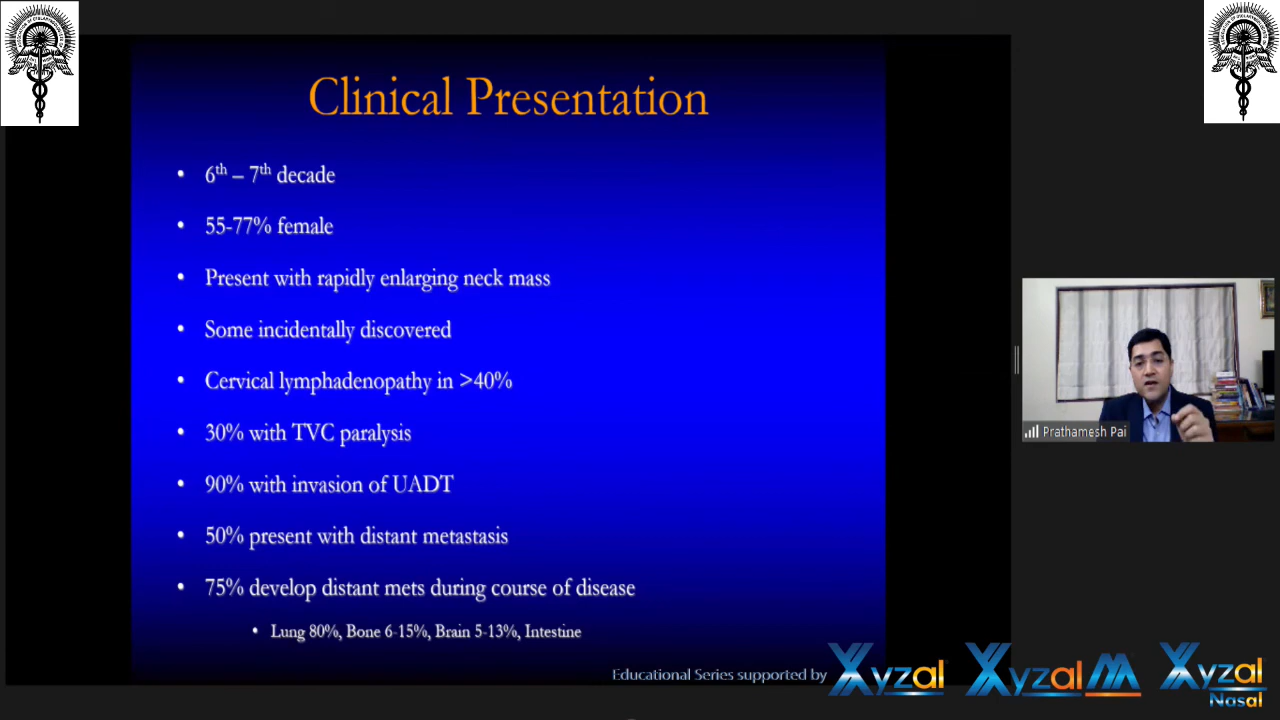 Clinical Presentation
• 6th – 7th decade
• 55-77% female
• Present with rapidly enlarging neck mass
• Some incidentally discovered
• Cervical lymphadenopathy in >40%
• 30% with TVC paralysis
• 90% with invasion of UADT
• 50% present with distant metastasis
• 75% develop distant mets during course of disease
• Lung 80%, Bone 6-15%, Brain 5-13%, Intestine
Prathamesh Pai
Educational Series supported by
Xyzal
Xyzal M
Xyzal
Nasal